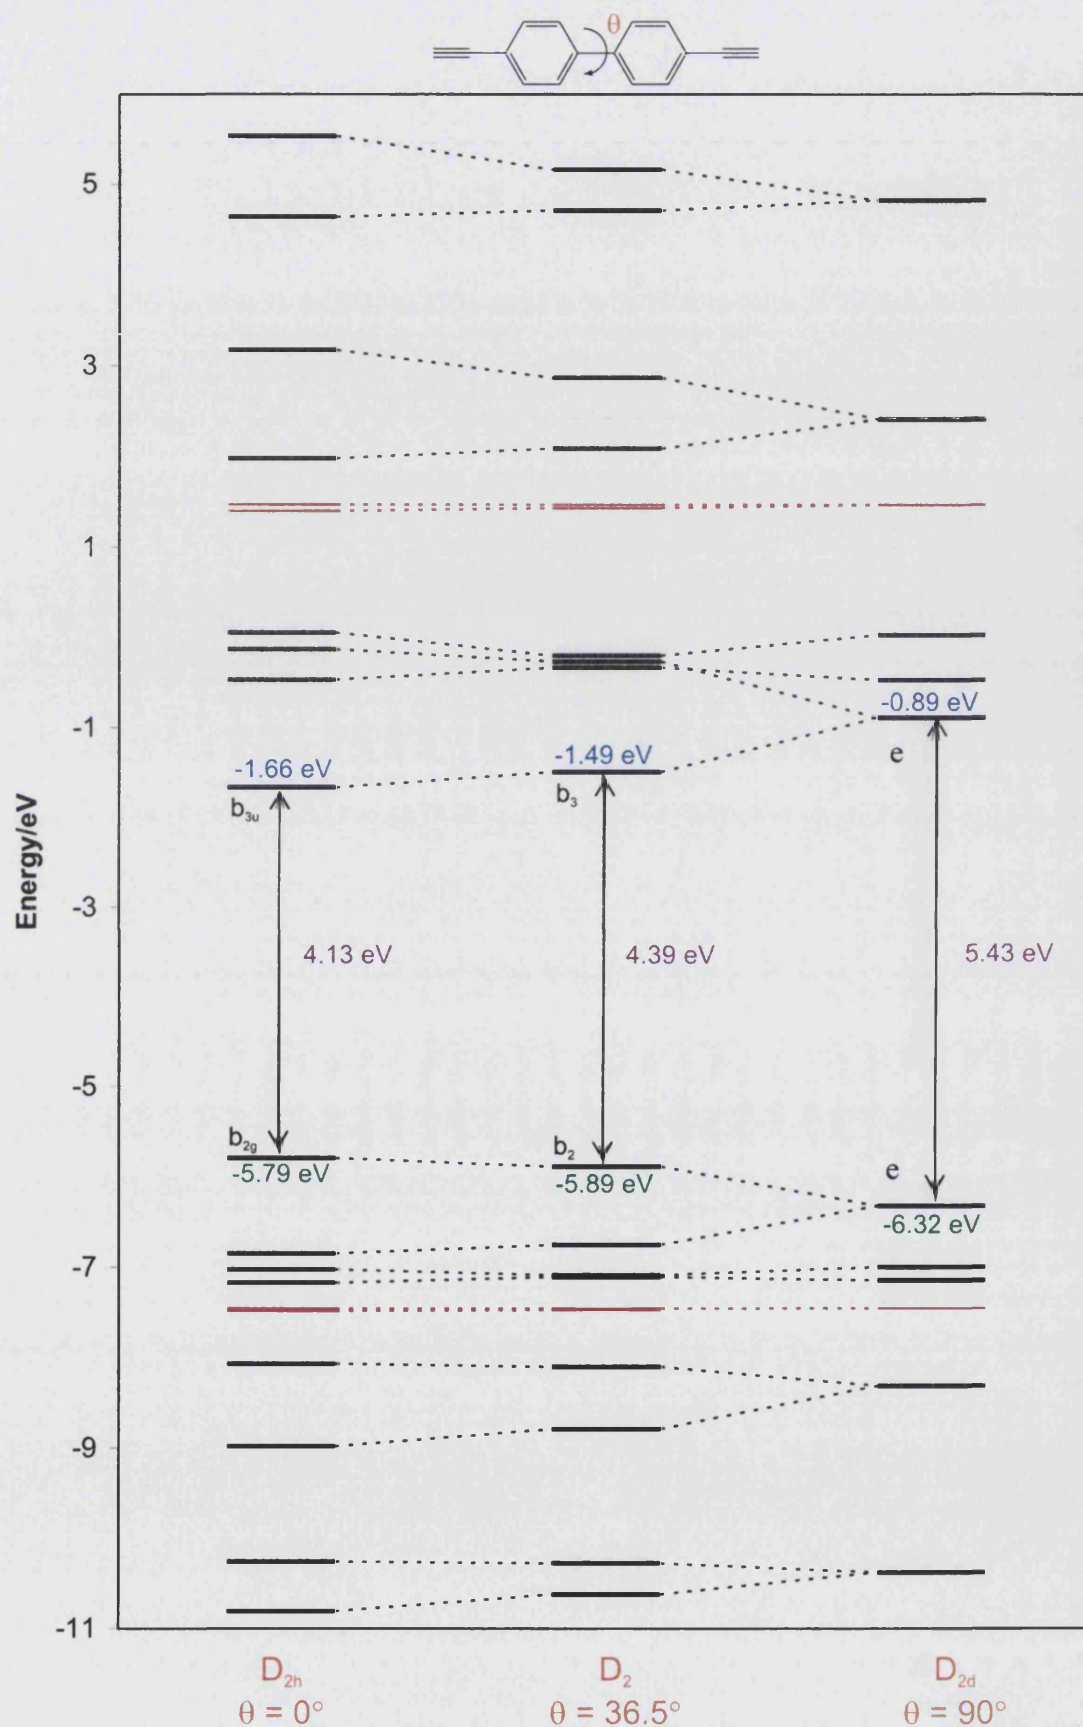 θ
5
3
1
-1
-3
-5
-7
-9
-11
Energy/eV
-1.66 eV
b3u
4.13 eV
b2g
-5.79 eV
-1.49 eV
b3
4.39 eV
b2
-5.89 eV
-0.89 eV
e
5.43 eV
e
-6.32 eV
D2h
θ = 0°
D2
θ = 36.5°
D2d
θ = 90°